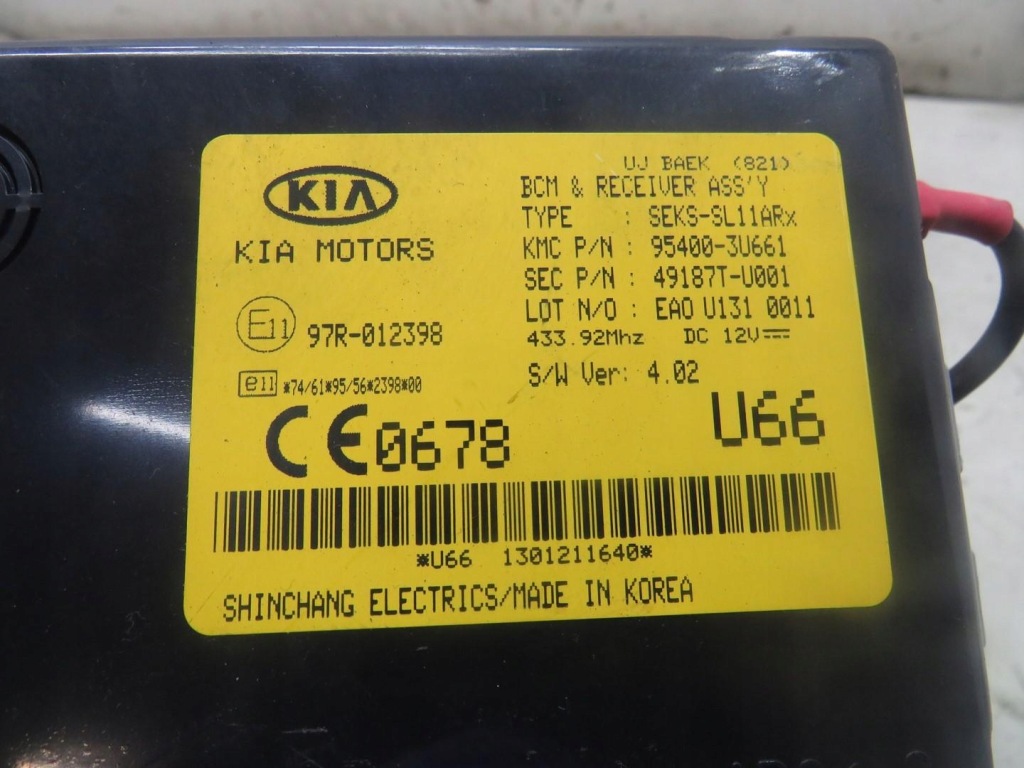 UJ BAEK (821)
KIA
KIA MOTORS
BCM & RECEIVER ASS'Y
TYPE : SEKS-SL11ARx
KMC P/N : 95400-3U661
SEC P/N : 49187T-U001
LOT N/O : EAO U131 0011
433.92Mhz DC 12V
S/W Ver: 4.02
E11 97R-012398
e11 *74/61*95/56*2398*00
CE0678
U66
*U66 1301211640*
SHINCHANG ELECTRICS/MADE IN KOREA